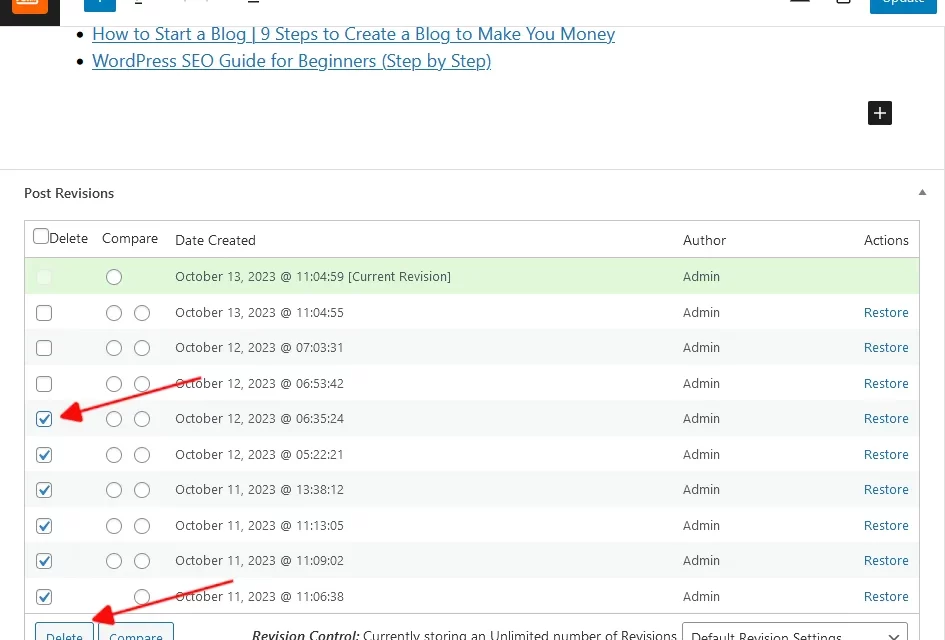 Update
How to Start a Blog | 9 Steps to Create a Blog to Make You Money
WordPress SEO Guide for Beginners (Step by Step)
Post Revisions
Delete Compare Date Created Author Actions
October 13, 2023 @ 11:04:59 [Current Revision] Admin
October 13, 2023 @ 11:04:55 Admin Restore
October 12, 2023 @ 07:03:31 Admin Restore
October 12, 2023 @ 06:53:42 Admin Restore
October 12, 2023 @ 06:35:24 Admin Restore
October 12, 2023 @ 05:22:21 Admin Restore
October 11, 2023 @ 13:38:12 Admin Restore
October 11, 2023 @ 11:13:05 Admin Restore
October 11, 2023 @ 11:09:02 Admin Restore
October 11, 2023 @ 11:06:38 Admin Restore
Delete Compare Revision Control: Currently storing an Unlimited number of Revisions Default Revision Settings